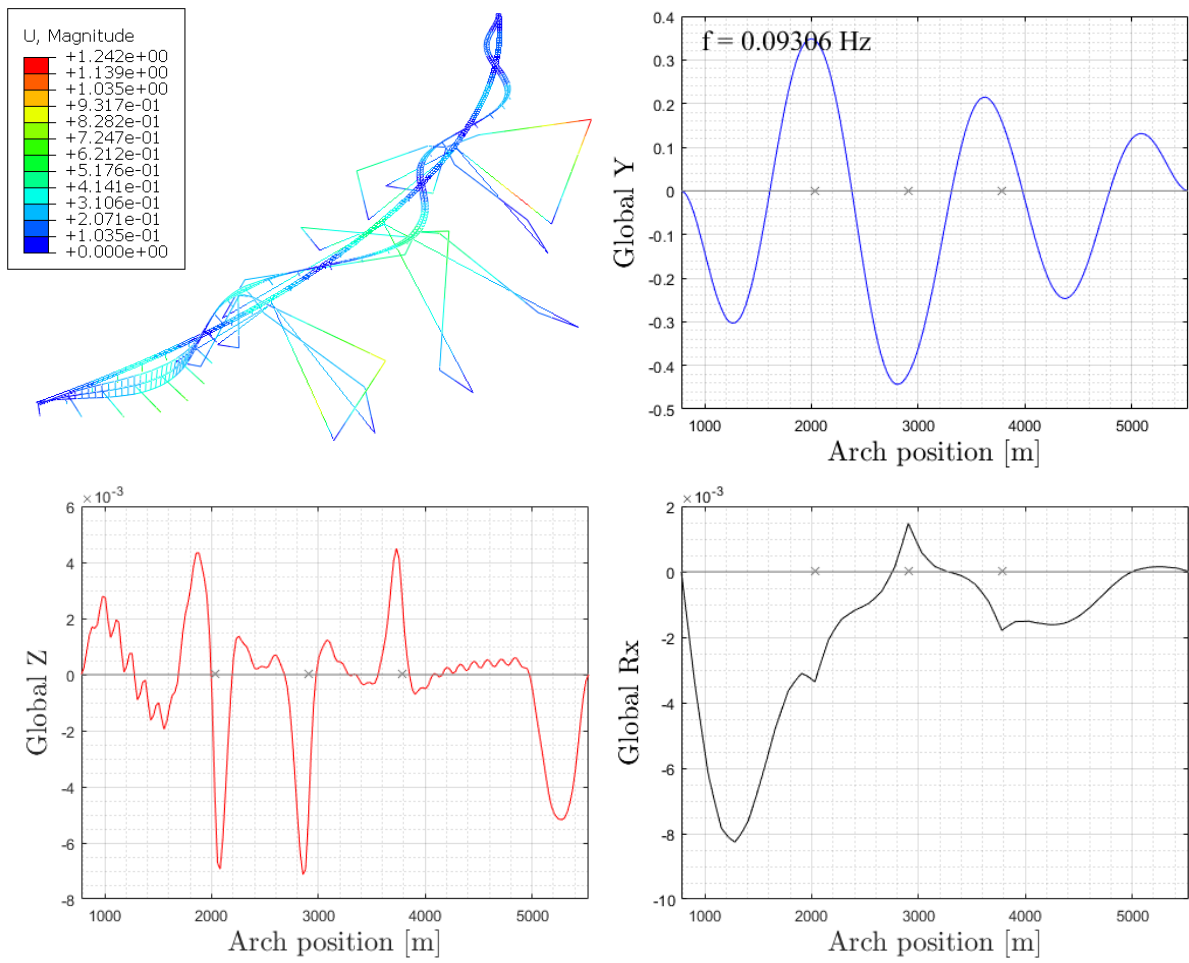 U, Magnitude
+1.242e+00
+1.139e+00
+1.035e+00
+9.317e-01
+8.282e-01
+7.247e-01
+6.212e-01
+5.176e-01
+4.141e-01
+3.106e-01
+2.071e-01
+1.035e-01
+0.000e+00
f = 0.09306 Hz
0.4
0.3
0.2
0.1
0
-0.1
-0.2
-0.3
-0.4
-0.5
Global Y
1000 2000 3000 4000 5000
Arch position [m]
×10-3
6
4
2
0
-2
-4
-6
-8
Global Z
1000 2000 3000 4000 5000
Arch position [m]
×10-3
2
0
-2
-4
-6
-8
-10
Global Rx
1000 2000 3000 4000 5000
Arch position [m]